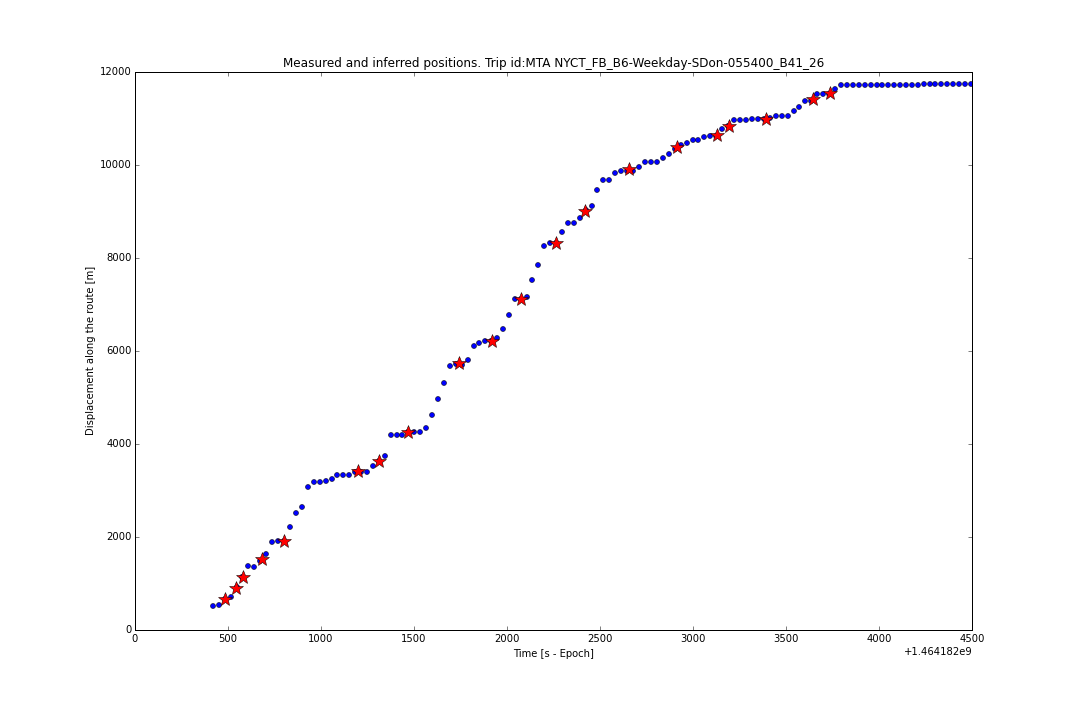 Measured and inferred positions. Trip id:MTA NYCT_FB_B6-Weekday-SDon-055400_B41_26
12000
10000
8000
6000
4000
2000
0
Displacement along the route [m]
0 500 1000 1500 2000 2500 3000 3500 4000 4500
Time [s - Epoch]
+1.464182e9